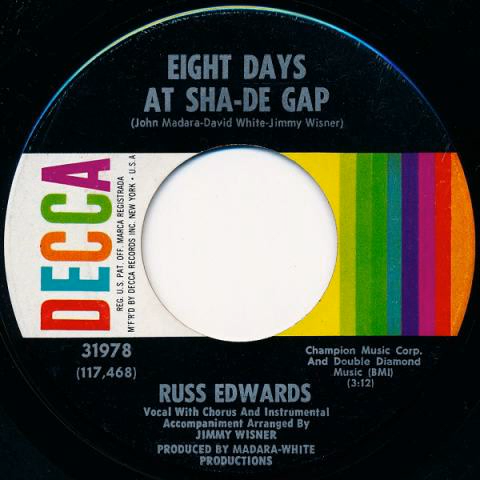 EIGHT DAYS
AT SHA-DE GAP
(John Madara-David White-Jimmy Wisner)
DECCA
REG. U.S. PAT. OFF. MARCA REGISTRADA
M'F'R'D BY DECCA RECORDS INC. NEW YORK • U.S.A
31978
(117,468)
Champion Music Corp.
And Double Diamond
Music (BMI)
(3:12)
RUSS EDWARDS
Vocal With Chorus And Instrumental
Accompaniment Arranged By
JIMMY WISNER
PRODUCED BY MADARA-WHITE
PRODUCTIONS